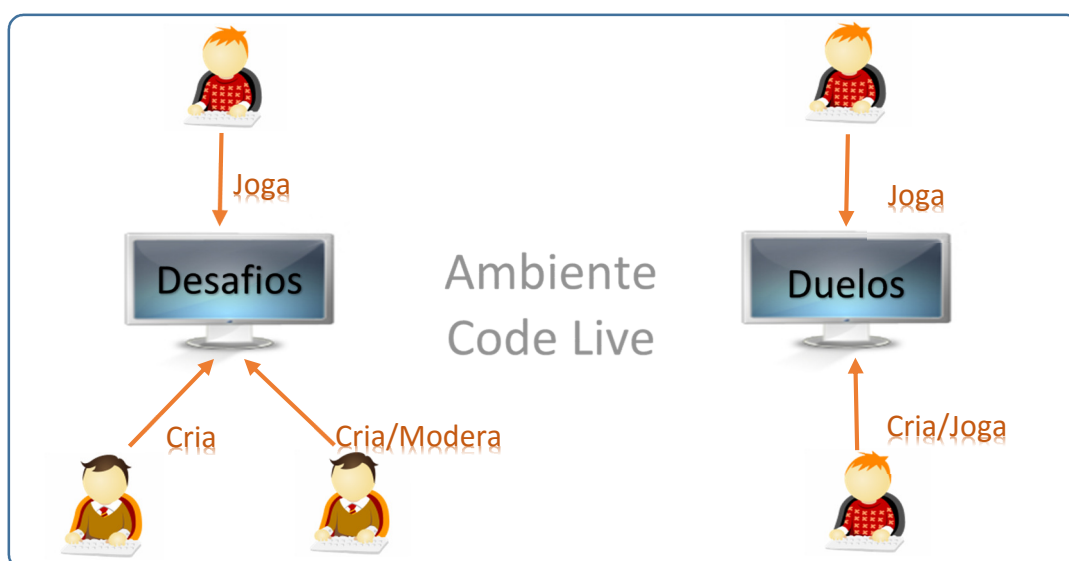 Joga
Joga
Desafios
Ambiente
Code Live
Duelos
Cria
Cria/Modera
Cria/Joga